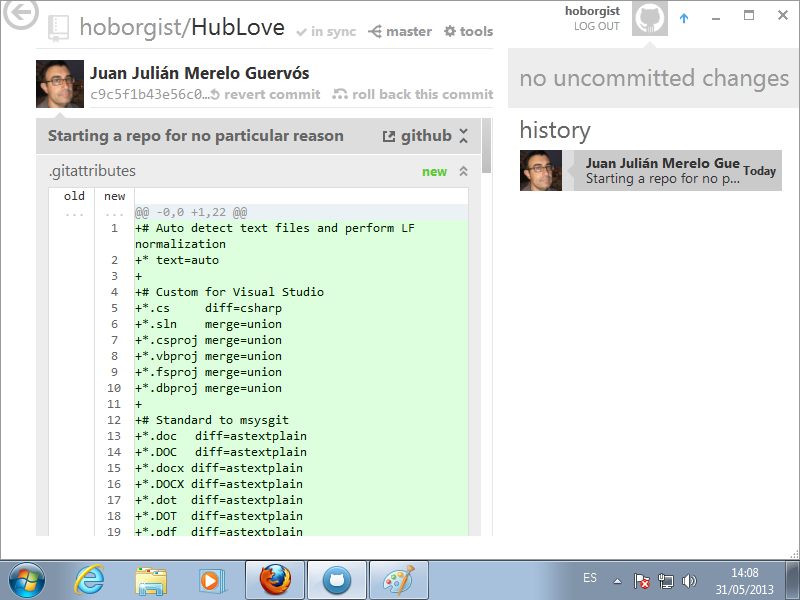 hoborgist/HubLove in sync master tools
hoborgist
LOG OUT
Juan Julián Merelo Guervós
c9c5f1b43e56c0... revert commit roll back this commit
Starting a repo for no particular reason github
.gitattributes new
old new
... ... @@ -0,0 +1,22 @@
1 +# Auto detect text files and perform LF
normalization
2 +* text=auto
3 +
4 +# Custom for Visual Studio
5 +*.cs     diff=csharp
6 +*.sln    merge=union
7 +*.csproj merge=union
8 +*.vbproj merge=union
9 +*.fsproj merge=union
10 +*.dbproj merge=union
11 +
12 +# Standard to msysgit
13 +*.doc   diff=astextplain
14 +*.DOC   diff=astextplain
15 +*.docx diff=astextplain
16 +*.DOCX diff=astextplain
17 +*.dot  diff=astextplain
18 +*.DOT  diff=astextplain
19 +*.pdf  diff=astextplain
no uncommitted changes
history
Juan Julián Merelo Gue Today
Starting a repo for no p...
ES
14:08
31/05/2013